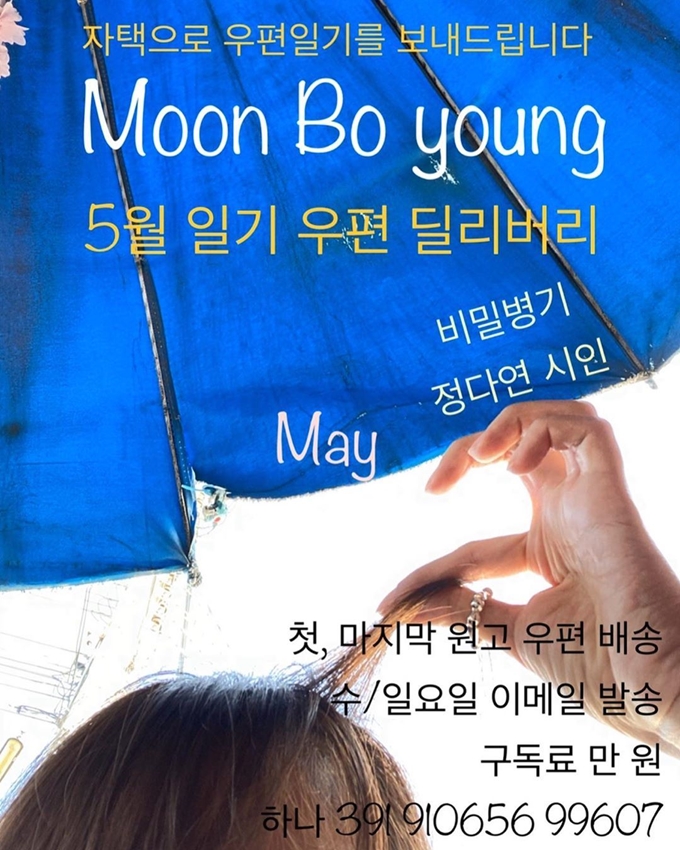 자택으로 우편일기를 보내드립니다
Moon Bo young
5월 일기 우편 딜리버리
비밀병기
정다연 시인
May
첫, 마지막 원고 우편 배송
수/일요일 이메일 발송
구독료 만 원
하나 391 910656 99607